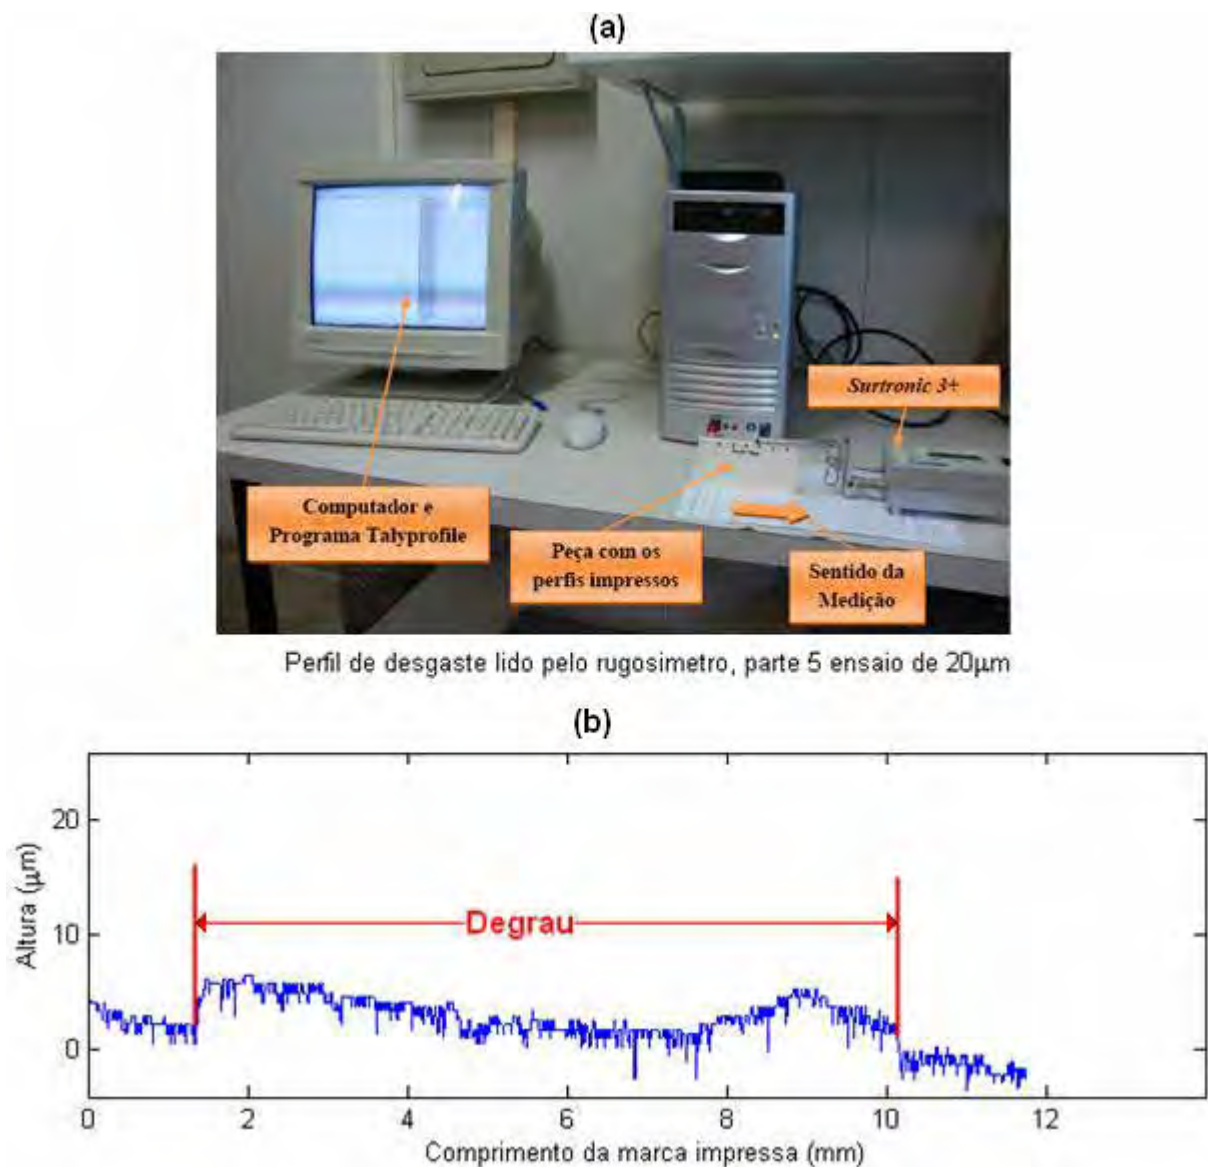 (a)
Surtronic 3+
Computador e
Programa Talyprofile
Peça com os
perfis impressos
Sentido da
Medição
Perfil de desgaste lido pelo rugosimetro, parte 5 ensaio de 20µm
(b)
20
10
0
Altura (µm)
Degrau
0 2 4 6 8 10 12
Comprimento da marca impressa (mm)